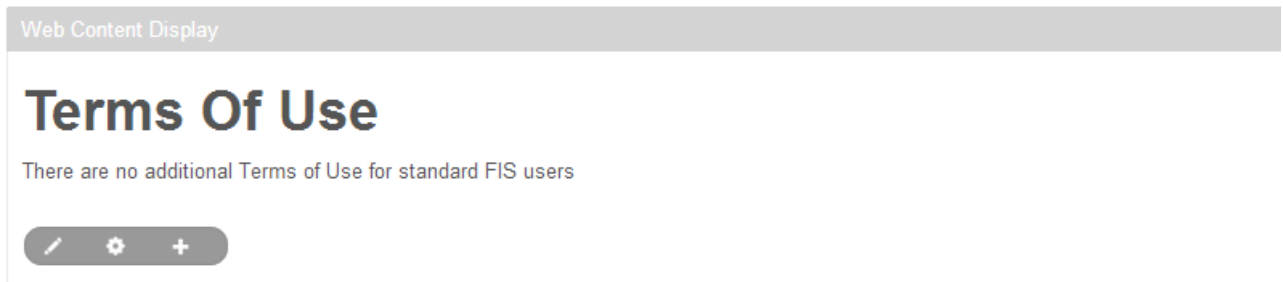 Web Content Display
Terms Of Use
There are no additional Terms of Use for standard FIS users